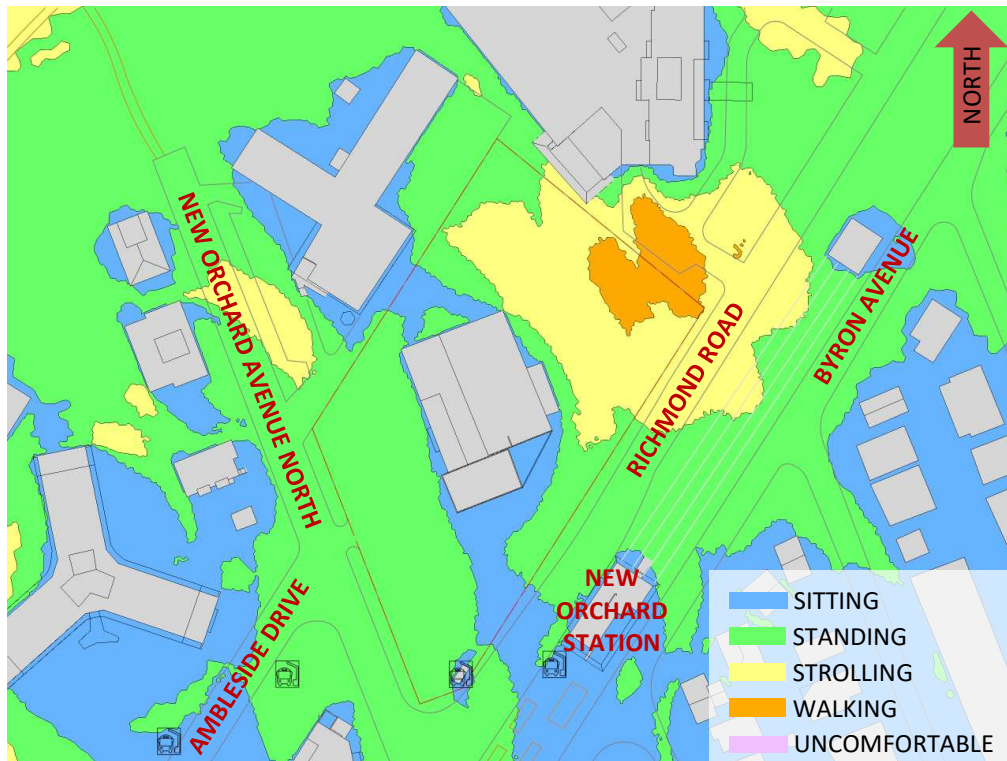 NORTH
NEW ORCHARD AVENUE NORTH
RICHMOND ROAD
BYRON AVENUE
AMBLESIDE DRIVE
NEW
ORCHARD
STATION
SITTING
STANDING
STROLLING
WALKING
UNCOMFORTABLE